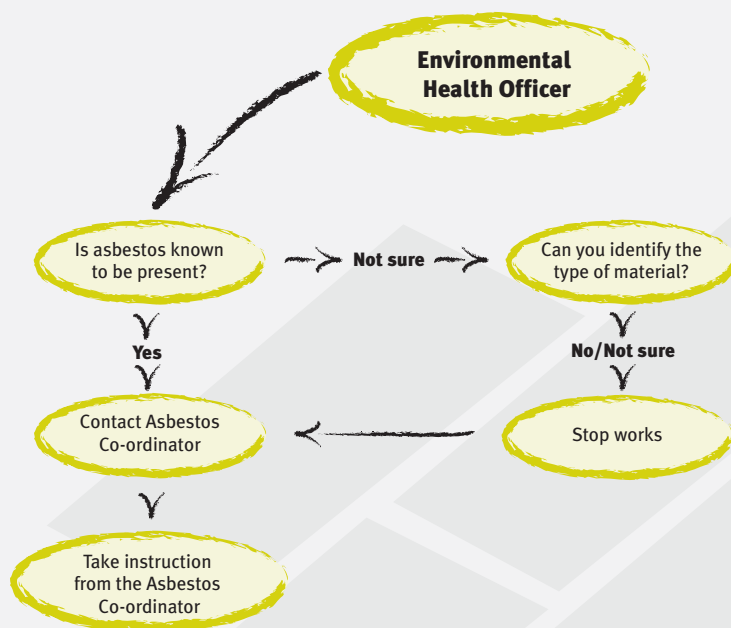 Environmental
Health Officer
Is asbestos known
to be present?
Not sure
Can you identify the
type of material?
Yes
No/Not sure
Contact Asbestos
Co-ordinator
Stop works
Take instruction
from the Asbestos
Co-ordinator